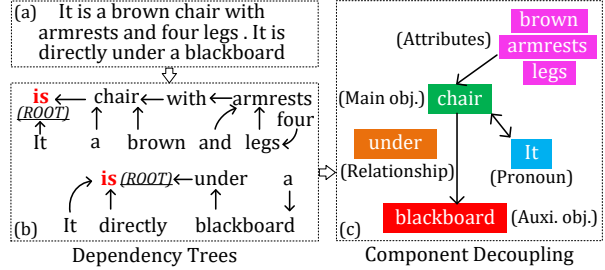 (a) It is a brown chair with
armrests and four legs . It is
directly under a blackboard
is chair with armrests
(ROOT) four
It a brown and legs
is (ROOT) under a
(b) It directly blackboard
Dependency Trees
brown
(Attributes) armrests
legs
(Main obj.) chair
under It
(Relationship) (Pronoun)
blackboard (Auxi. obj.)
(c)
Component Decoupling